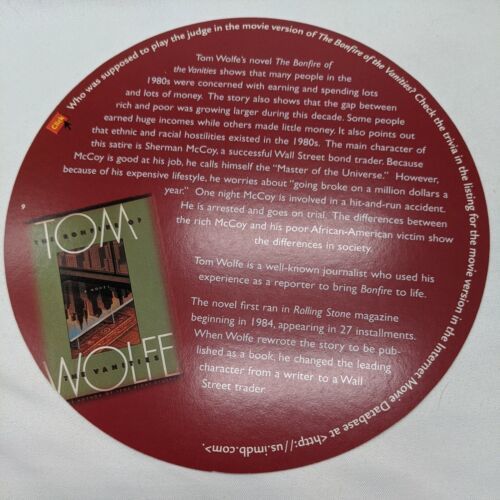 Who was supposed to play the judge in the movie version of The Bonfire of the Vanities? Check the trivia in the listing for the movie version in the Internet Movie Database at <http://us.imdb.com>.
Click
Tom Wolfe's novel The Bonfire of
the Vanities shows that many people in the
1980s were concerned with earning and spending lots
and lots of money. The story also shows that the gap between
rich and poor was growing larger during this decade. Some people
earned huge incomes while others made little money. It also points out
that ethnic and racial hostilities existed in the 1980s. The main character of
this satire is Sherman McCoy, a successful Wall Street bond trader. Because
McCoy is good at his job, he calls himself the "Master of the Universe." However,
because of his expensive lifestyle, he worries about "going broke on a million dollars a
year." One night McCoy is involved in a hit-and-run accident.
He is arrested and goes on trial. The differences between
the rich McCoy and his poor African-American victim show
the differences in society.
Tom Wolfe is a well-known journalist who used his
experience as a reporter to bring Bonfire to life.
The novel first ran in Rolling Stone magazine
beginning in 1984, appearing in 27 installments.
When Wolfe rewrote the story to be pub-
lished as a book, he changed the leading
character from a writer to a Wall
Street trader.
9
THE BONFIRE OF
TOM
A NOVEL
WOLFE
THE VANITIES